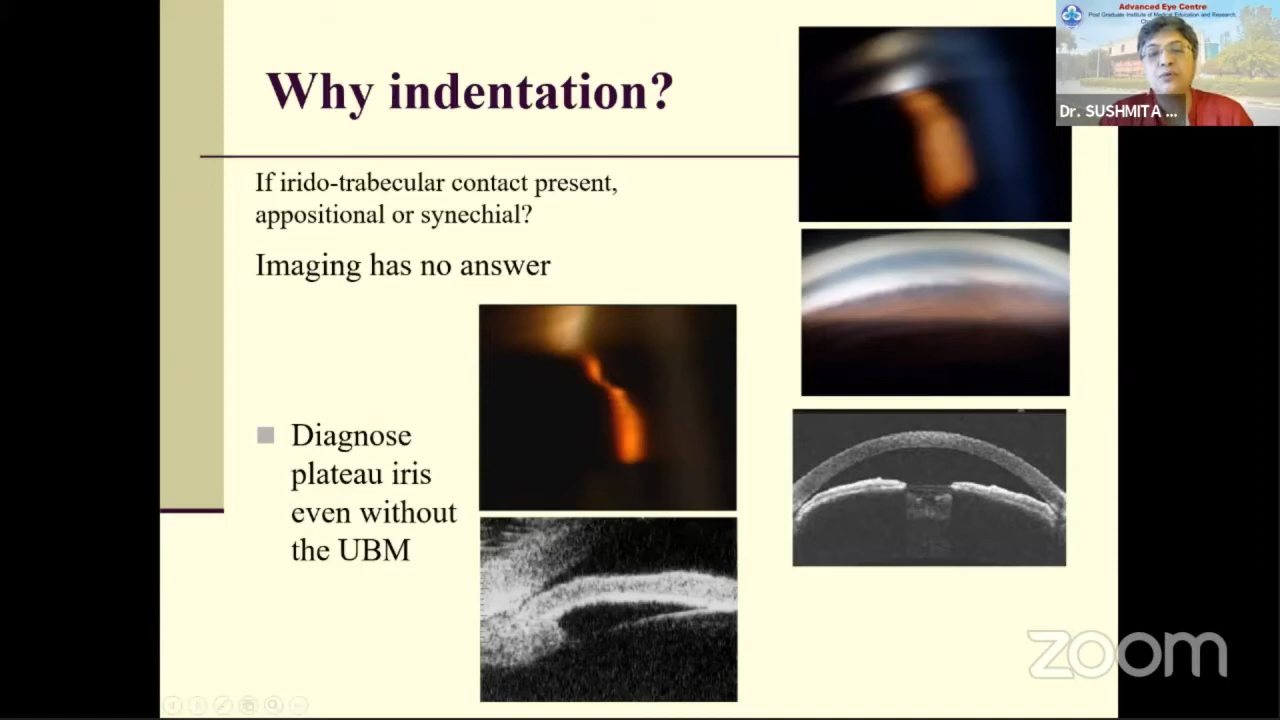 Why indentation?
If irido-trabecular contact present,
appositional or synechial?
Imaging has no answer
Diagnose
plateau iris
even without
the UBM
Advanced Eye Centre
Post Graduate Institute of Medical Education and Research,
Dr. SUSHMITA ...
zoom